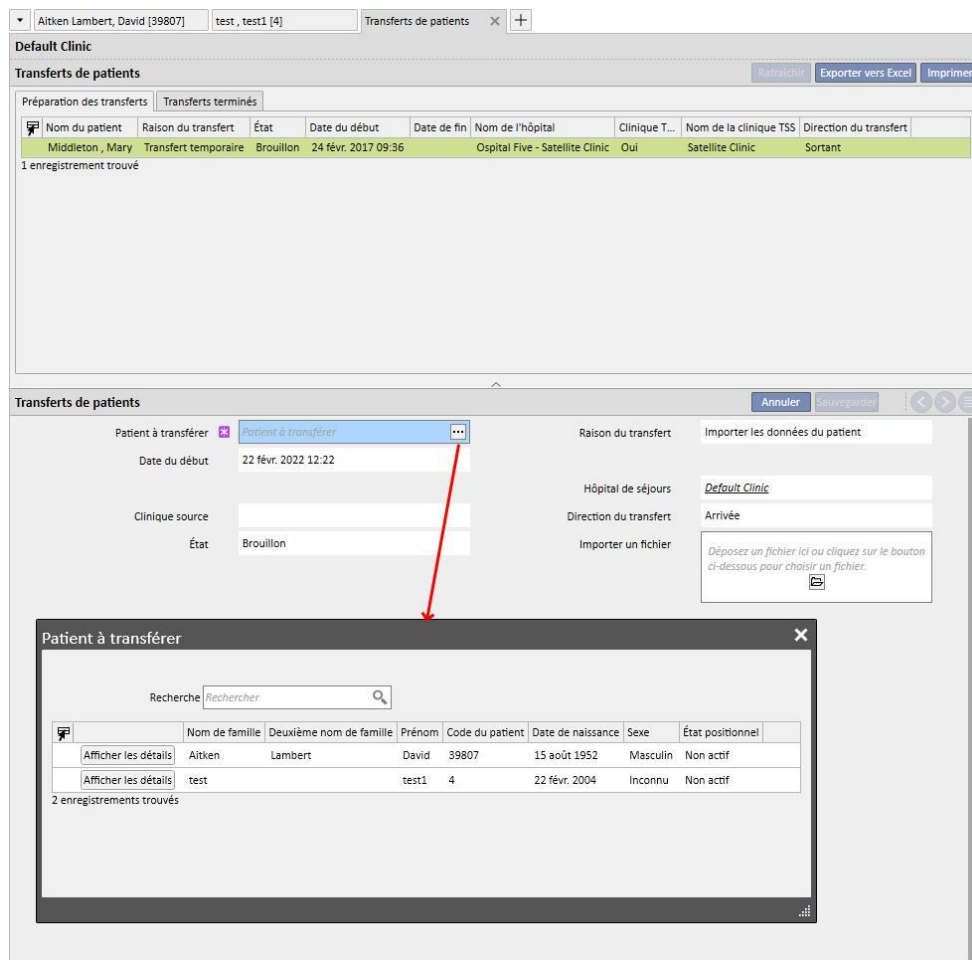 Aitken Lambert, David [39807] test , test1 [4] Transferts de patients
Default Clinic
Transferts de patients Rafraîchir Exporter vers Excel Imprimer
Préparation des transferts Transferts terminés
Nom du patient Raison du transfert État Date du début Date de fin Nom de l'hôpital Clinique T... Nom de la clinique TSS Direction du transfert
Middleton , Mary Transfert temporaire Brouillon 24 févr. 2017 09:36 Ospital Five - Satellite Clinic Oui Satellite Clinic Sortant
1 enregistrement trouvé
Transferts de patients Annuler Sauvegarder
Patient à transférer Patient à transférer ... Raison du transfert Importer les données du patient
Date du début 22 févr. 2022 12:22
Hôpital de séjours Default Clinic
Clinique source Direction du transfert Arrivée
État Brouillon Importer un fichier Déposez un fichier ici ou cliquez sur le bouton
ci-dessous pour choisir un fichier.
Patient à transférer
Recherche Rechercher
Nom de famille Deuxième nom de famille Prénom Code du patient Date de naissance Sexe État positionnel
Afficher les détails Aitken Lambert David 39807 15 août 1952 Masculin Non actif
Afficher les détails test test1 4 22 févr. 2004 Inconnu Non actif
2 enregistrements trouvés